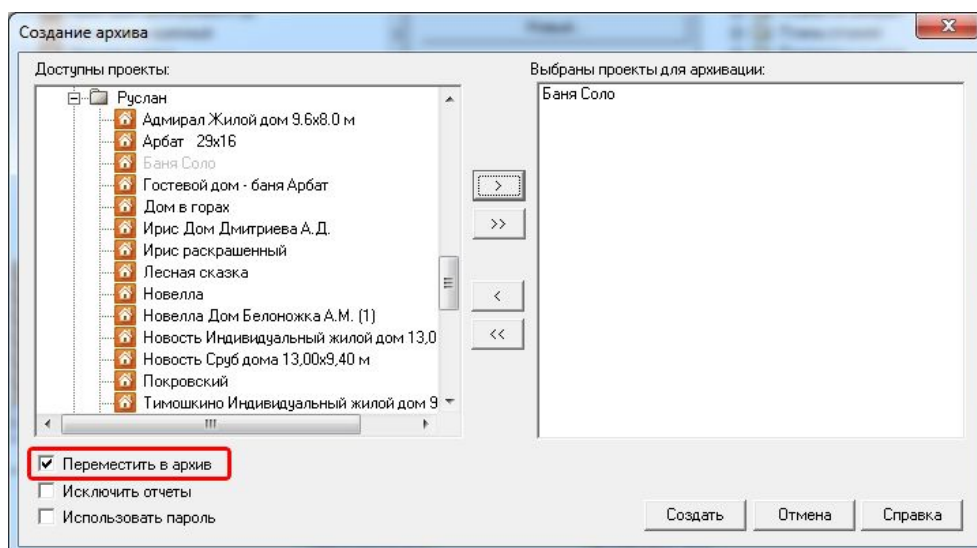 Создание архива
Доступны проекты:
Выбраны проекты для архивации:
Руслан
Адмирал Жилой дом 9.6x8.0 м
Арбат 29x16
Баня Соло
Гостевой дом - баня Арбат
Дом в горах
Ирис Дом Дмитриева А.Д.
Ирис раскрашенный
Лесная сказка
Новелла
Новелла Дом Белоножка А.М. (1)
Новость Индивидуальный жилой дом 13,0
Новость Сруб дома 13,00x9,40 м
Покровский
Тимошкино Индивидуальный жилой дом 9
>
>>
<
<<
Баня Соло
Переместить в архив
Исключить отчеты
Использовать пароль
Создать
Отмена
Справка